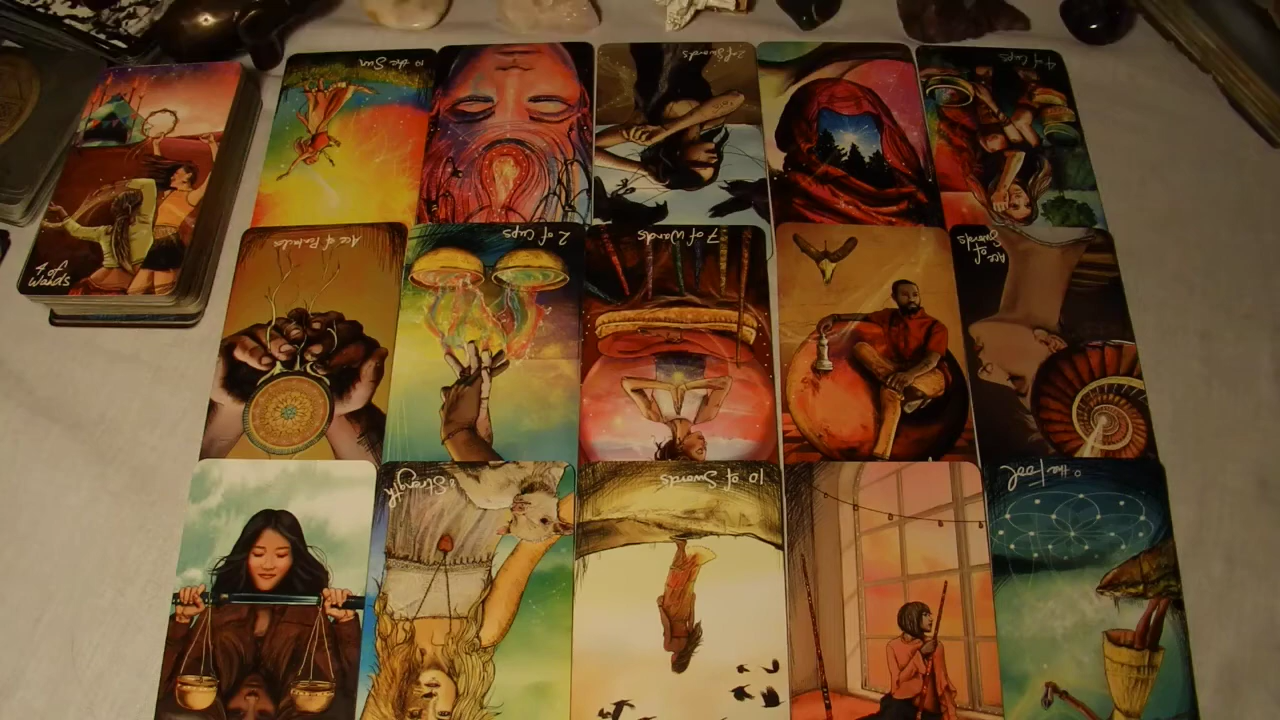 4 of
Wands
19 the Sun
2 of Swords
4 of Cups
Ace of Pentacles
2 of Cups
7 of Wands
Ace of
Swords
8 Strength
10 of Swords
0 the Fool